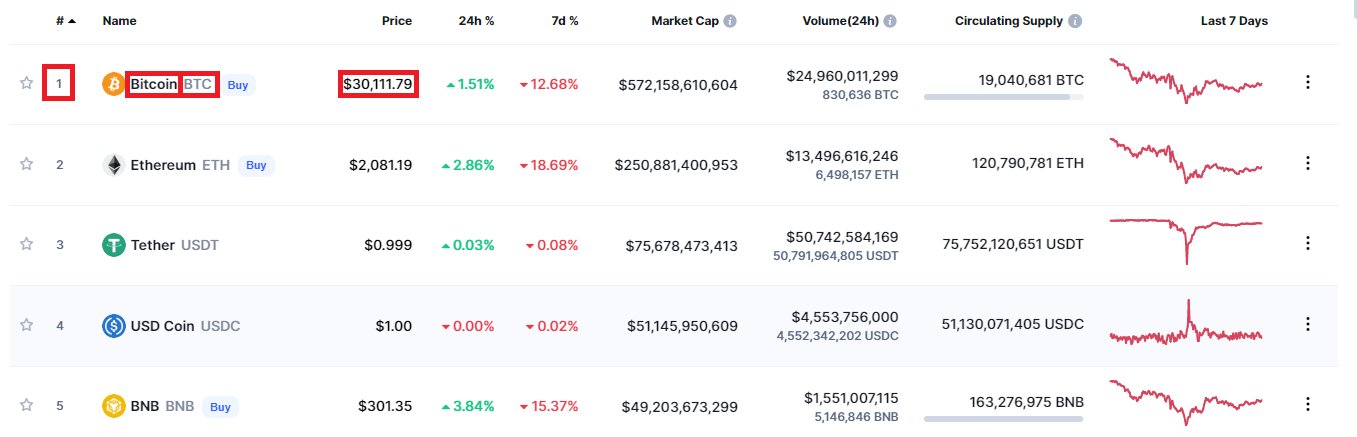 # Name Price 24h % 7d % Market Cap Volume(24h) Circulating Supply Last 7 Days
1 Bitcoin BTC Buy $30,111.79 1.51% 12.68% $572,158,610,604 $24,960,011,299 19,040,681 BTC
830,636 BTC
2 Ethereum ETH Buy $2,081.19 2.86% 18.69% $250,881,400,953 $13,496,616,246 120,790,781 ETH
6,498,157 ETH
3 Tether USDT $0.999 0.03% 0.08% $75,678,473,413 $50,742,584,169 75,752,120,651 USDT
50,791,964,805 USDT
4 USD Coin USDC $1.00 0.00% 0.02% $51,145,950,609 $4,553,756,000 51,130,071,405 USDC
4,552,342,202 USDC
5 BNB BNB Buy $301.35 3.84% 15.37% $49,203,673,299 $1,551,007,115 163,276,975 BNB
5,146,846 BNB